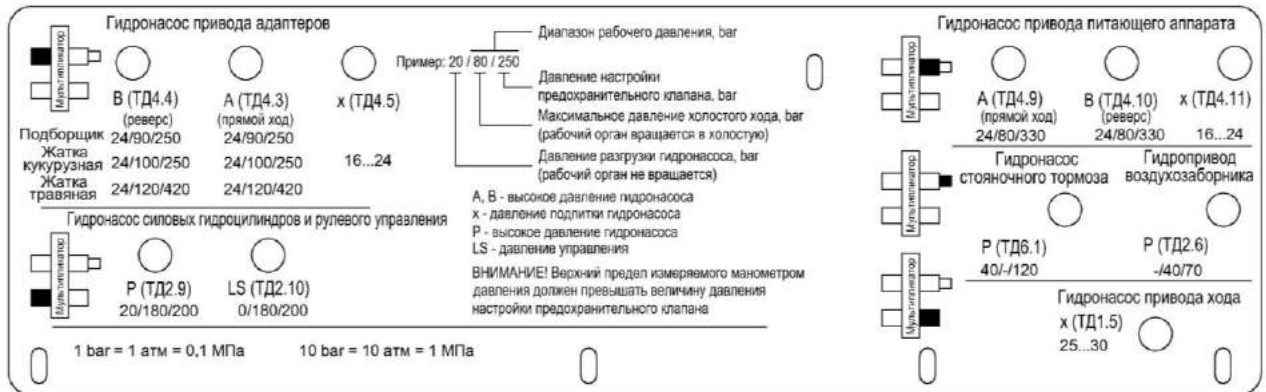 Гидронасос привода адаптеров
Мультипликатор
В (ТД4.4)
(реверс)
А (ТД4.3)
(прямой ход)
х (ТД4.5)
Подборщик 24/90/250 24/90/250
Жатка
кукурузная 24/100/250 24/100/250 16...24
Жатка
травяная 24/120/420 24/120/420
Гидронасос силовых гидроцилиндров и рулевого управления
Мультипликатор
Р (ТД2.9)
20/180/200
LS (ТД2.10)
0/180/200
1 bar = 1 атм = 0,1 МПа 10 bar = 10 атм = 1 МПа
Диапазон рабочего давления, bar
Пример: 20 / 80 / 250
Давление настройки
предохранительного клапана, bar
Максимальное давление холостого хода, bar
(рабочий орган вращается в холостую)
Давление разгрузки гидронасоса, bar
(рабочий орган не вращается)
А, В - высокое давление гидронасоса
х - давление подпитки гидронасоса
Р - высокое давление гидронасоса
LS - давление управления
ВНИМАНИЕ! Верхний предел измеряемого манометром
давления должен превышать величину давления
настройки предохранительного клапана
Гидронасос привода питающего аппарата
Мультипликатор
А (ТД4.9)
(прямой ход)
24/80/330
В (ТД4.10)
(реверс)
24/80/330
х (ТД4.11)
16...24
Мультипликатор
Гидронасос
стояночного тормоза
Р (ТД6.1)
40/-/120
Гидропривод
воздухозаборника
Р (ТД2.6)
-/40/70
Мультипликатор
Гидронасос привода хода
х (ТД1.5)
25...30